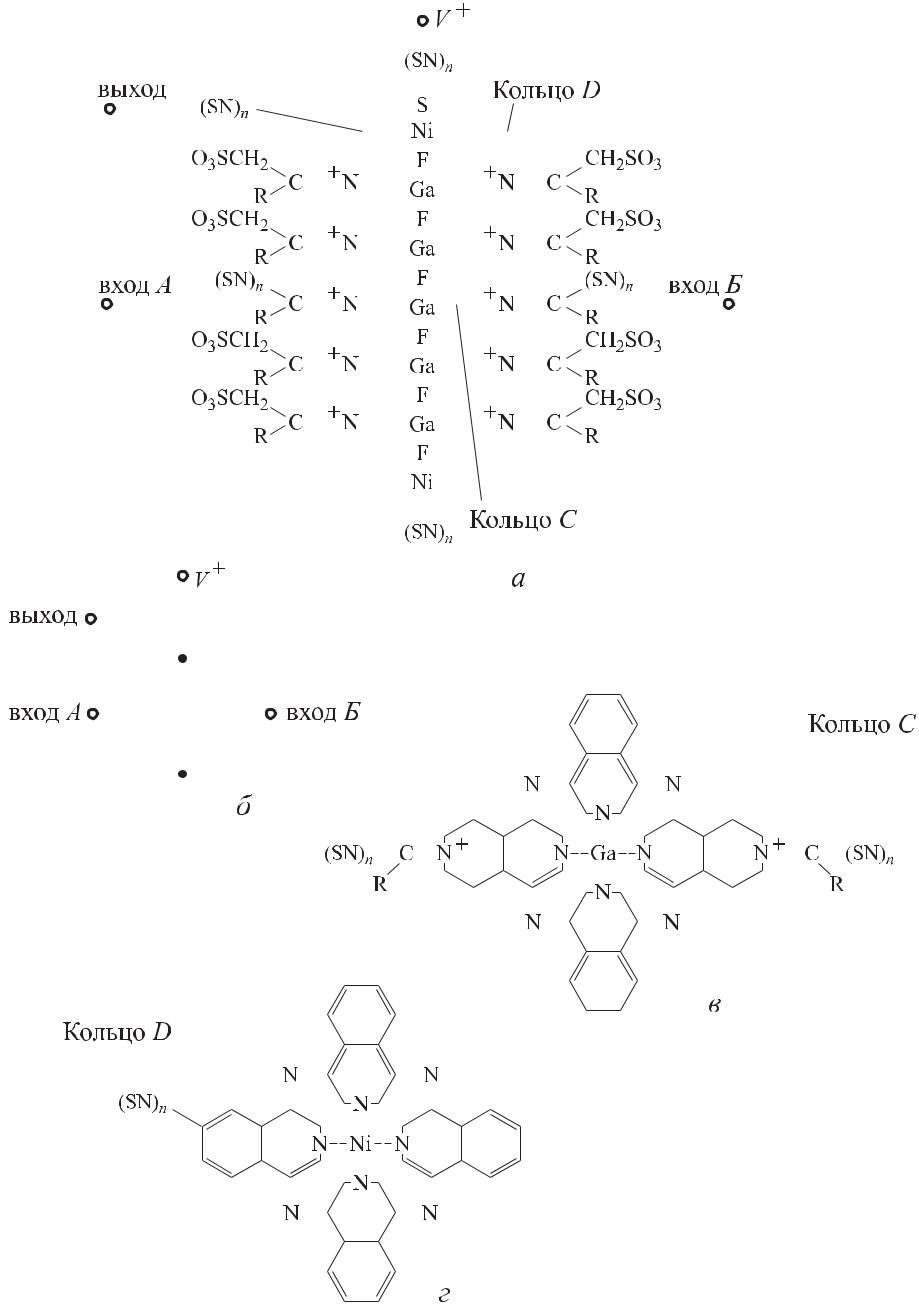 V⁺
(SN)ₙ
выход (SN)ₙ S Кольцо D
Ni
F
O₃SCH₂ C R ⁺N Ga ⁺N C CH₂SO₃ R
F
O₃SCH₂ C R ⁺N Ga ⁺N C CH₂SO₃ R
F
вход А (SN)ₙ C R ⁺N Ga ⁺N C (SN)ₙ R вход Б
F
O₃SCH₂ C R ⁺N Ga ⁺N C CH₂SO₃ R
F
O₃SCH₂ C R ⁺N Ga ⁺N C CH₂SO₃ R
F
Ni
(SN)ₙ Кольцо C
а
V⁺
выход
вход А вход Б
б
Кольцо C
N N
N
(SN)ₙ C R N⁺ N Ga N N⁺ C R (SN)ₙ
N
N N
в
Кольцо D
N N
N
(SN)ₙ
N Ni N
N
N N
г